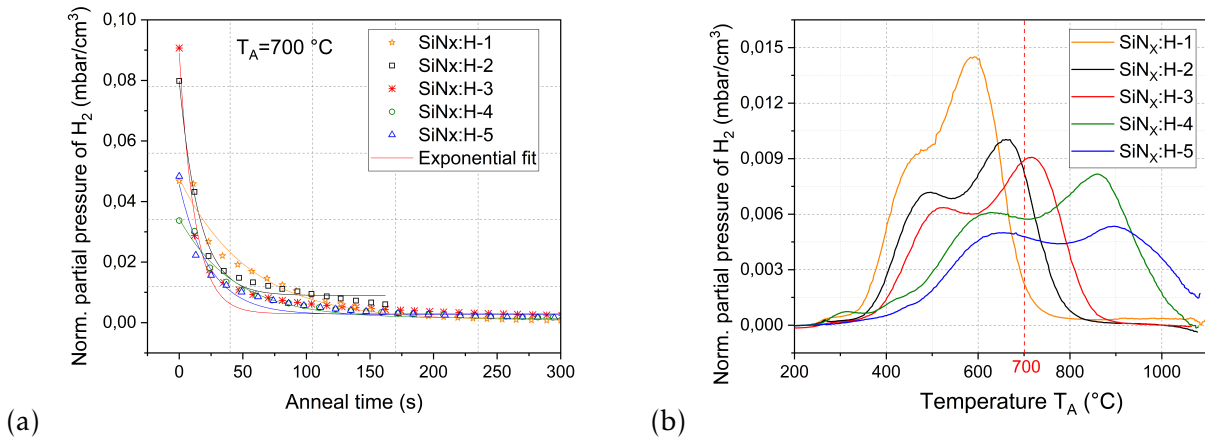 Norm. partial pressure of H2 (mbar/cm3)
0,10
0,08
0,06
0,04
0,02
0,00
TA=700 °C
SiNx:H-1
SiNx:H-2
SiNx:H-3
SiNx:H-4
SiNx:H-5
Exponential fit
0 50 100 150 200 250 300
Anneal time (s)
(a)
Norm. partial pressure of H2 (mbar/cm3)
0,015
0,012
0,009
0,006
0,003
0,000
SiNX:H-1
SiNX:H-2
SiNX:H-3
SiNX:H-4
SiNX:H-5
200 400 600 700 800 1000
Temperature TA (°C)
(b)